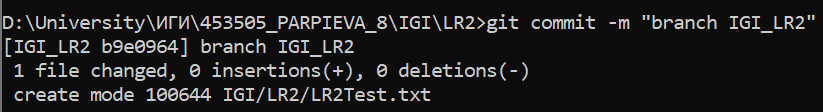 D:\University\ИГИ\453505_PARPIEVA_8\IGI\LR2>git commit -m "branch IGI_LR2"
[IGI_LR2 b9e0964] branch IGI_LR2
 1 file changed, 0 insertions(+), 0 deletions(-)
 create mode 100644 IGI/LR2/LR2Test.txt